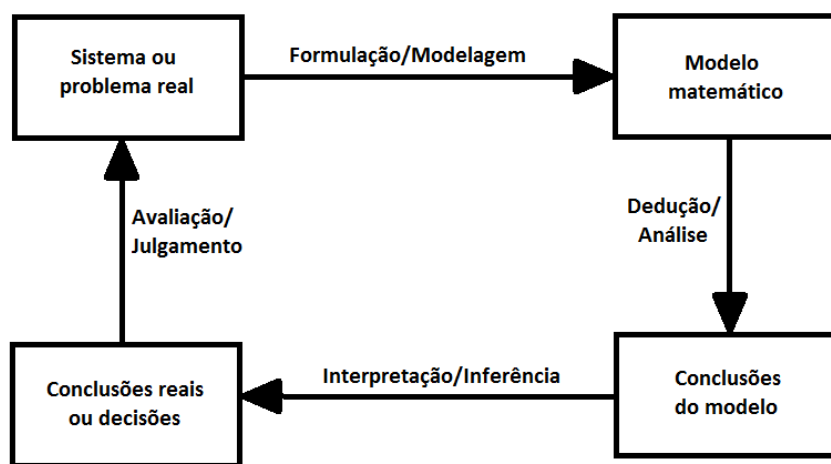 Sistema ou
problema real
Formulação/Modelagem
Modelo
matemático
Dedução/
Análise
Conclusões
do modelo
Interpretação/Inferência
Conclusões reais
ou decisões
Avaliação/
Julgamento